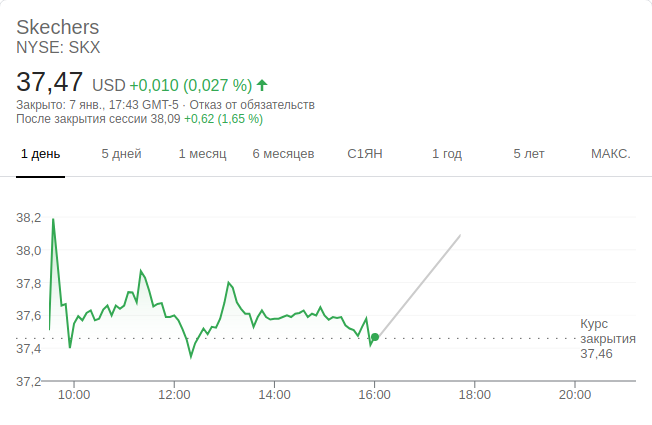 Skechers
NYSE: SKX
37,47 USD +0,010 (0,027 %)
Закрыто: 7 янв., 17:43 GMT-5 · Отказ от обязательств
После закрытия сессии 38,09 +0,62 (1,65 %)
1 день 5 дней 1 месяц 6 месяцев С1ЯН 1 год 5 лет МАКС.
38,2
38,0
37,8
37,6
37,4
37,2
Курс
закрытия
37,46
10:00 12:00 14:00 16:00 18:00 20:00